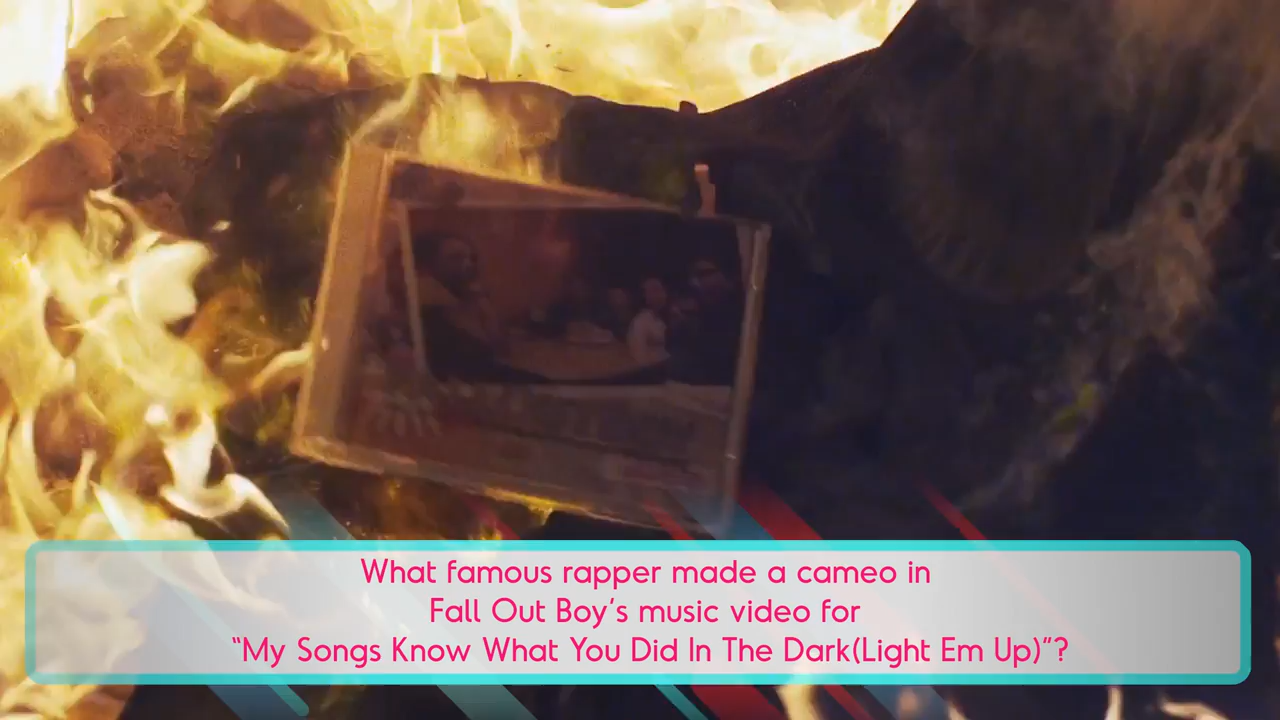 What famous rapper made a cameo in
Fall Out Boy's music video for
“My Songs Know What You Did In The Dark(Light Em Up)”?